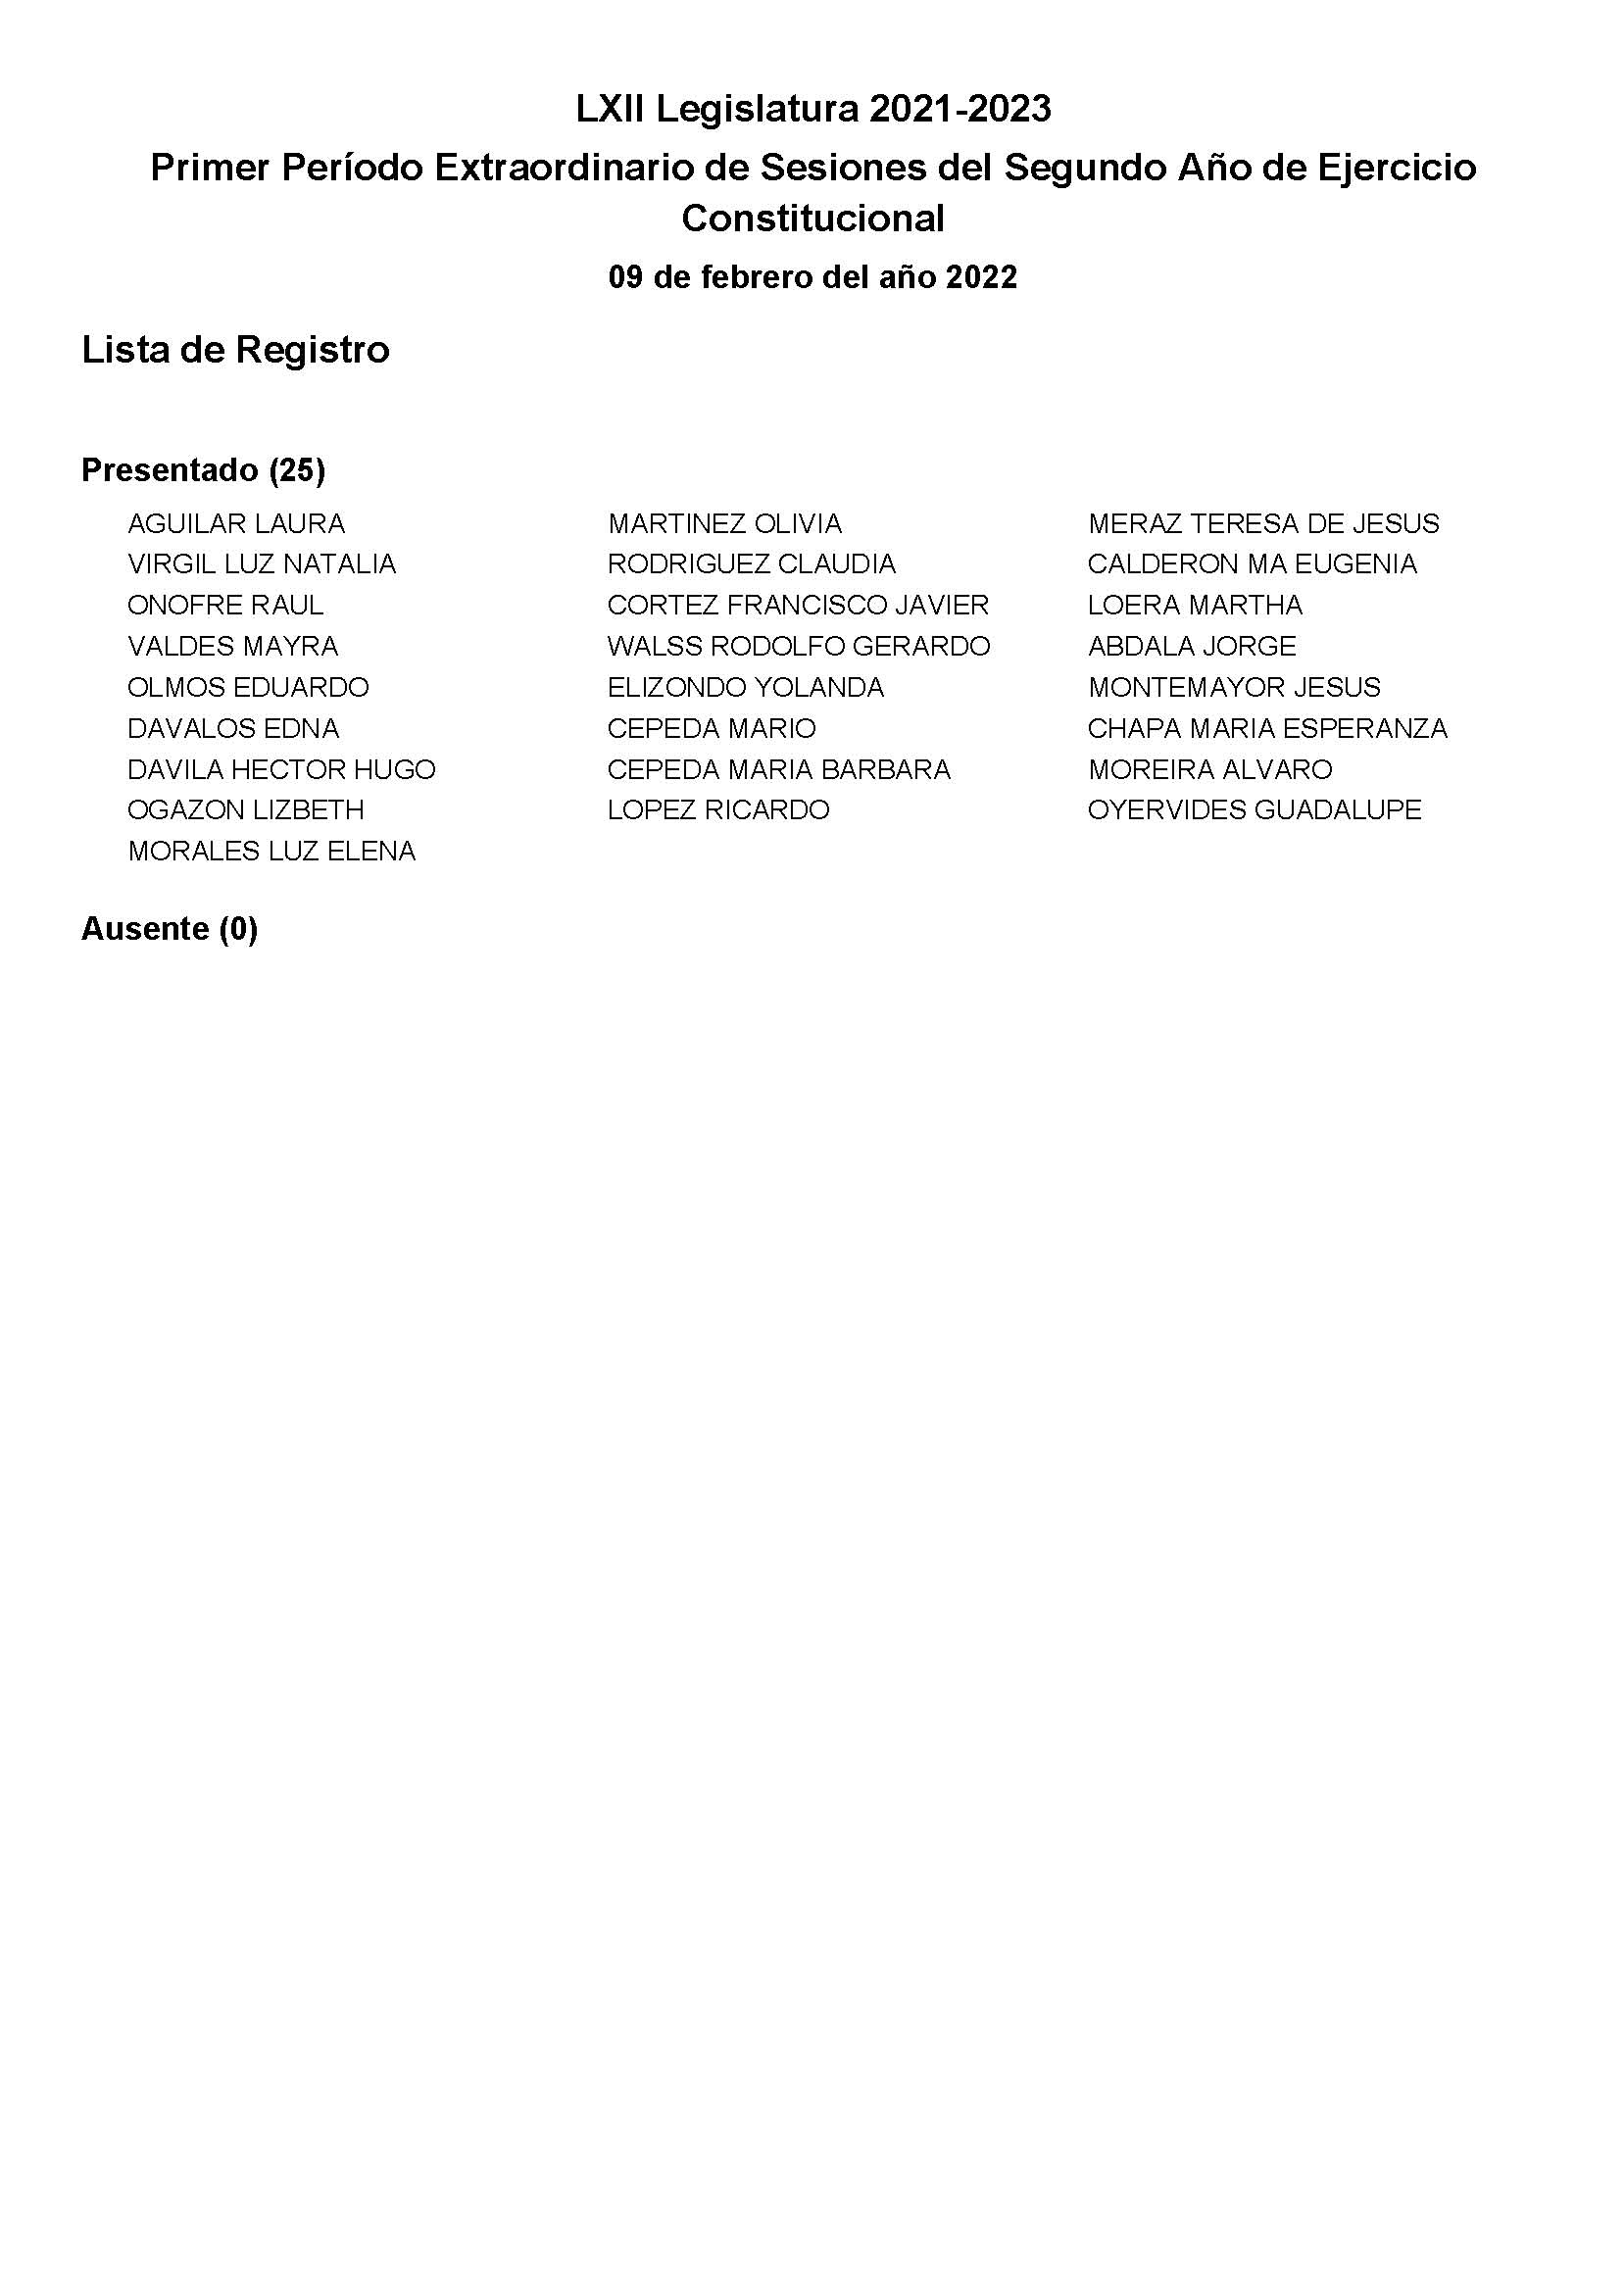 LXII Legislatura 2021-2023
Primer Período Extraordinario de Sesiones del Segundo Año de Ejercicio
Constitucional
09 de febrero del año 2022
Lista de Registro
Presentado (25)
AGUILAR LAURA MARTINEZ OLIVIA MERAZ TERESA DE JESUS
VIRGIL LUZ NATALIA RODRIGUEZ CLAUDIA CALDERON MA EUGENIA
ONOFRE RAUL CORTEZ FRANCISCO JAVIER LOERA MARTHA
VALDES MAYRA WALSS RODOLFO GERARDO ABDALA JORGE
OLMOS EDUARDO ELIZONDO YOLANDA MONTEMAYOR JESUS
DAVALOS EDNA CEPEDA MARIO CHAPA MARIA ESPERANZA
DAVILA HECTOR HUGO CEPEDA MARIA BARBARA MOREIRA ALVARO
OGAZON LIZBETH LOPEZ RICARDO OYERVIDES GUADALUPE
MORALES LUZ ELENA
Ausente (0)